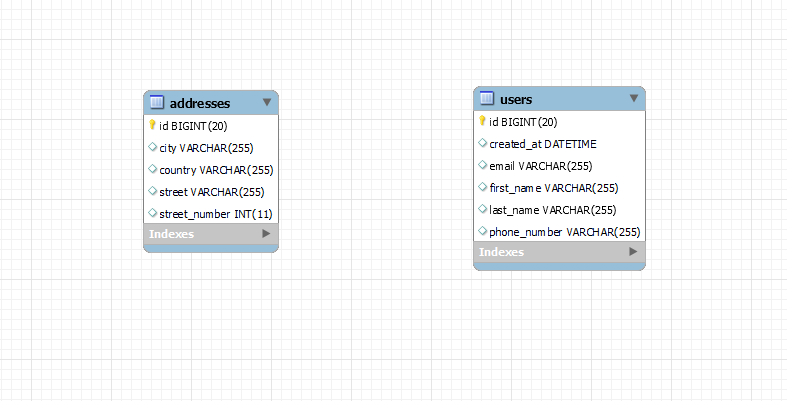 addresses
id BIGINT(20)
city VARCHAR(255)
country VARCHAR(255)
street VARCHAR(255)
street_number INT(11)
Indexes
users
id BIGINT(20)
created_at DATETIME
email VARCHAR(255)
first_name VARCHAR(255)
last_name VARCHAR(255)
phone_number VARCHAR(255)
Indexes